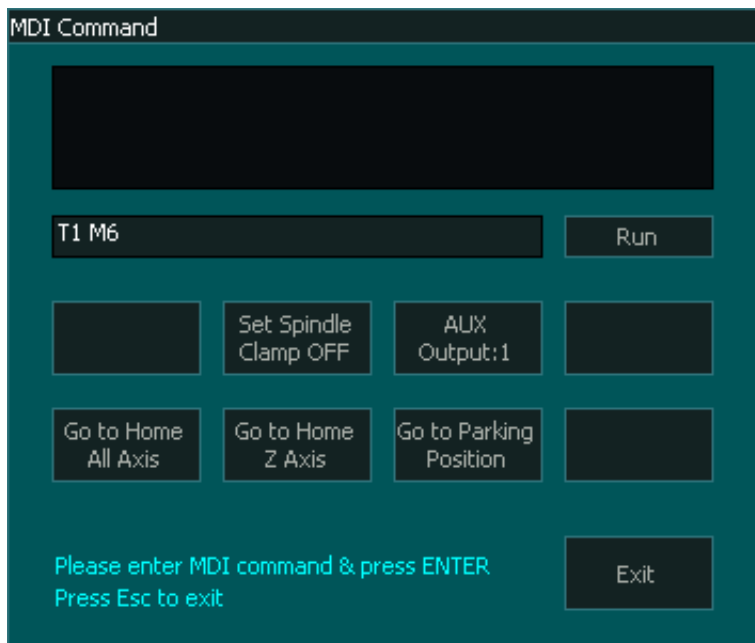 MDI Command
T1 M6
Run
Set Spindle
Clamp OFF
AUX
Output:1
Go to Home
All Axis
Go to Home
Z Axis
Go to Parking
Position
Please enter MDI command & press ENTER
Press Esc to exit
Exit